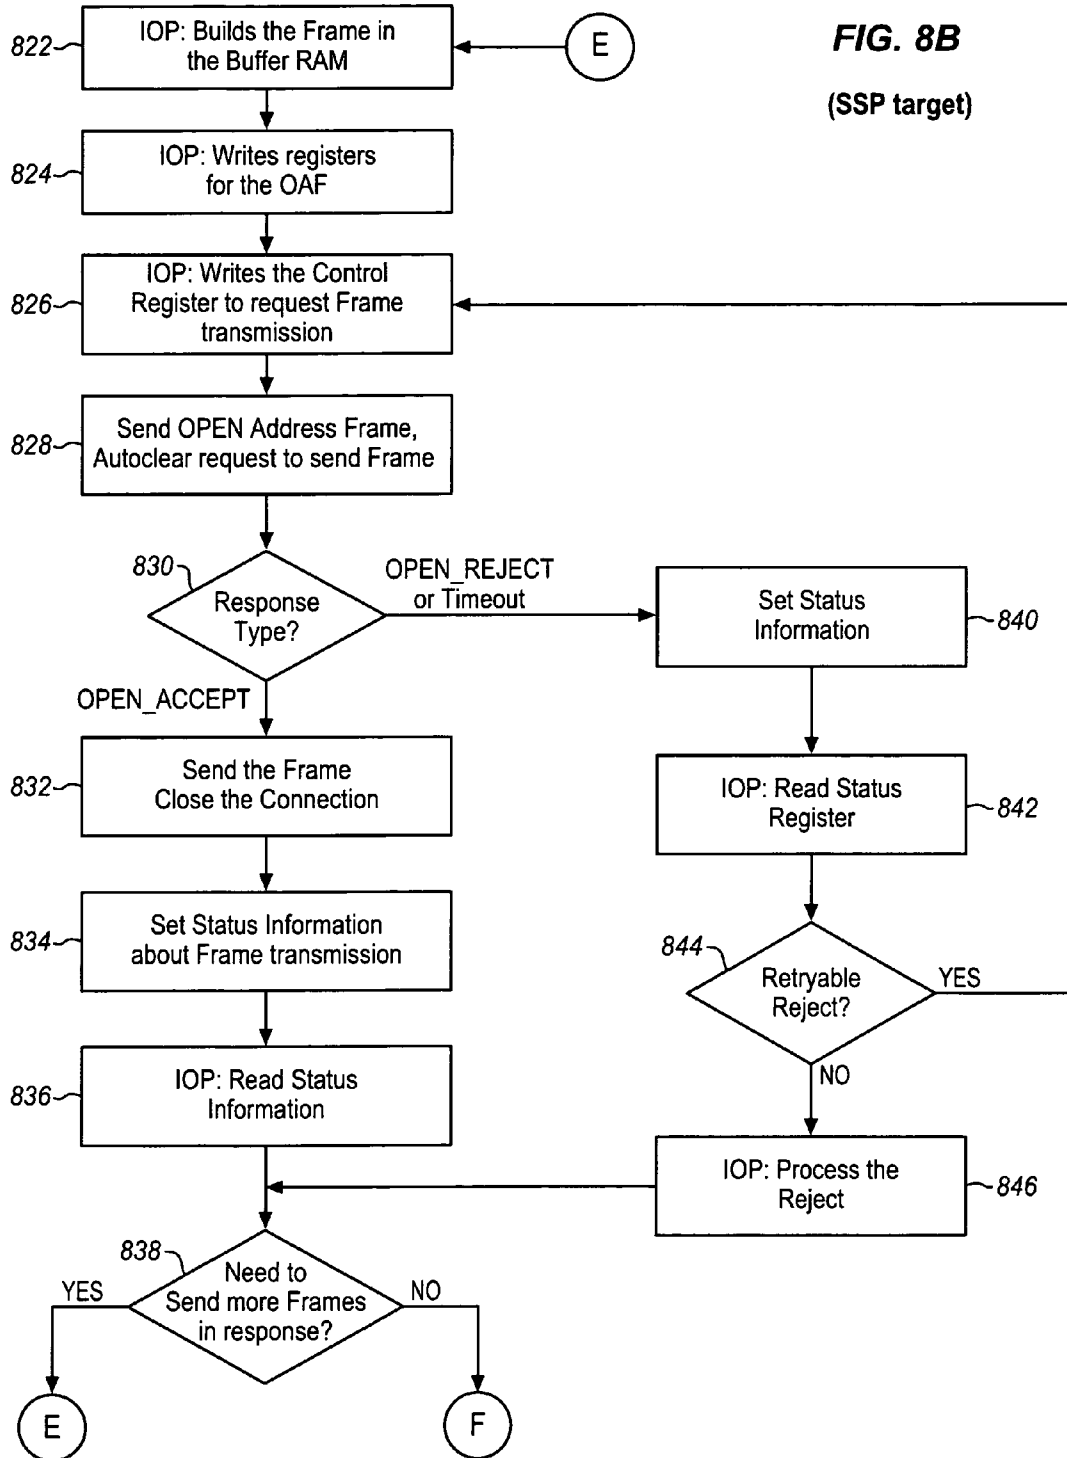 FIG. 8B
(SSP target)
E
822
IOP: Builds the Frame in
the Buffer RAM
824
IOP: Writes registers
for the OAF
826
IOP: Writes the Control
Register to request Frame
transmission
828
Send OPEN Address Frame,
Autoclear request to send Frame
830
Response
Type?
OPEN_REJECT
or Timeout
OPEN_ACCEPT
832
Send the Frame
Close the Connection
834
Set Status Information
about Frame transmission
836
IOP: Read Status
Information
838
Need to
Send more Frames
in response?
YES
NO
E
F
Set Status
Information
840
IOP: Read Status
Register
842
844
Retryable
Reject?
YES
NO
IOP: Process the
Reject
846